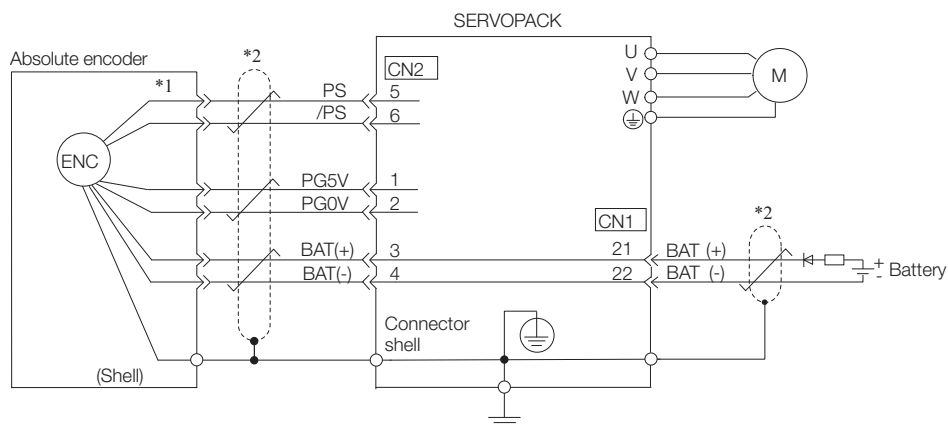 SERVOPACK
Absolute encoder
*1
*2
CN2
U
V
W
M
ENC
PS 5
/PS 6
PG5V 1
PG0V 2
CN1
*2
BAT(+) 3
BAT(-) 4
21 BAT (+)
22 BAT (-)
+
-
Battery
Connector
shell
(Shell)